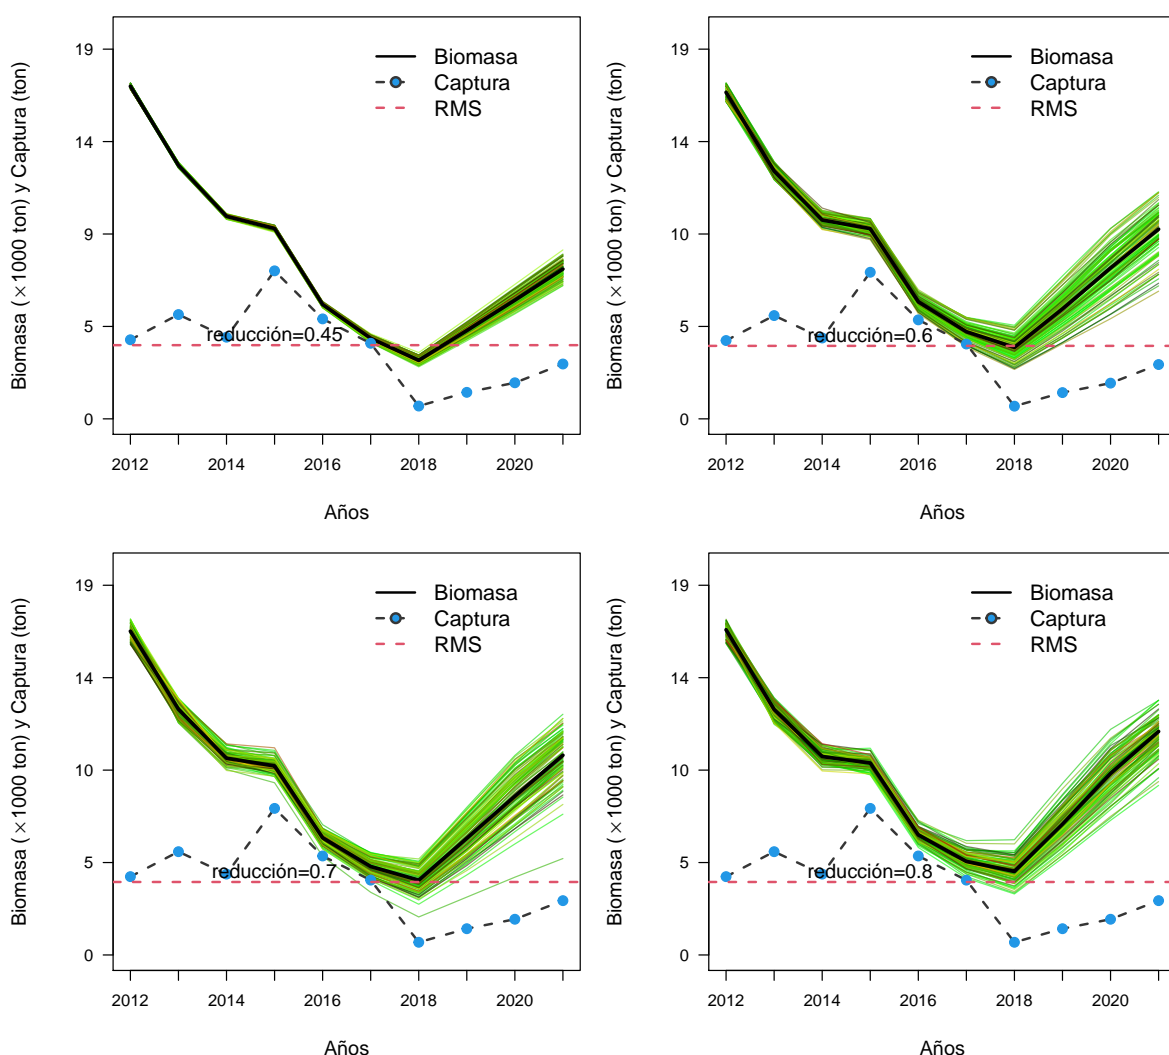 Biomasa (×1000 ton) y Captura (ton)
19
14
9
5
0
Biomasa
Captura
RMS
reducción=0.45
2012 2014 2016 2018 2020
Años
Biomasa (×1000 ton) y Captura (ton)
19
14
10
5
0
Biomasa
Captura
RMS
reducción=0.6
2012 2014 2016 2018 2020
Años
Biomasa (×1000 ton) y Captura (ton)
19
14
10
5
0
Biomasa
Captura
RMS
reducción=0.7
2012 2014 2016 2018 2020
Años
Biomasa (×1000 ton) y Captura (ton)
19
14
10
5
0
Biomasa
Captura
RMS
reducción=0.8
2012 2014 2016 2018 2020
Años